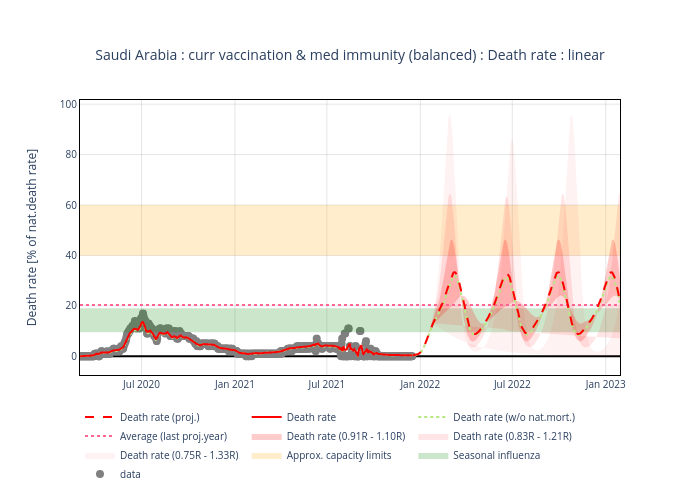 Saudi Arabia : curr vaccination & med immunity (balanced) : Death rate : linear
Death rate [% of nat.death rate]
100
80
60
40
20
0
Jul 2020
Jan 2021
Jul 2021
Jan 2022
Jul 2022
Jan 2023
Death rate (proj.)
Death rate
Death rate (w/o nat.mort.)
Average (last proj.year)
Death rate (0.91R - 1.10R)
Death rate (0.83R - 1.21R)
Death rate (0.75R - 1.33R)
Approx. capacity limits
Seasonal influenza
data